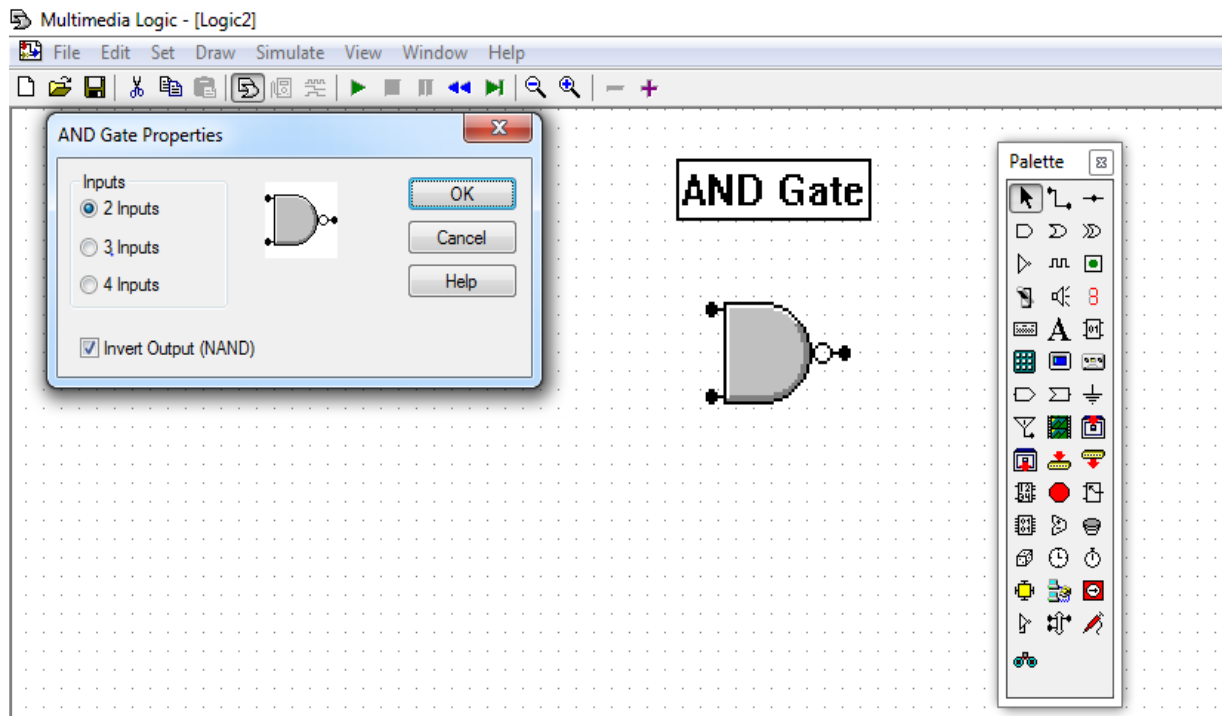 Multimedia Logic - [Logic2]
File Edit Set Draw Simulate View Window Help
AND Gate Properties
Inputs
2 Inputs
3 Inputs
4 Inputs
Invert Output (NAND)
OK
Cancel
Help
AND Gate
Palette